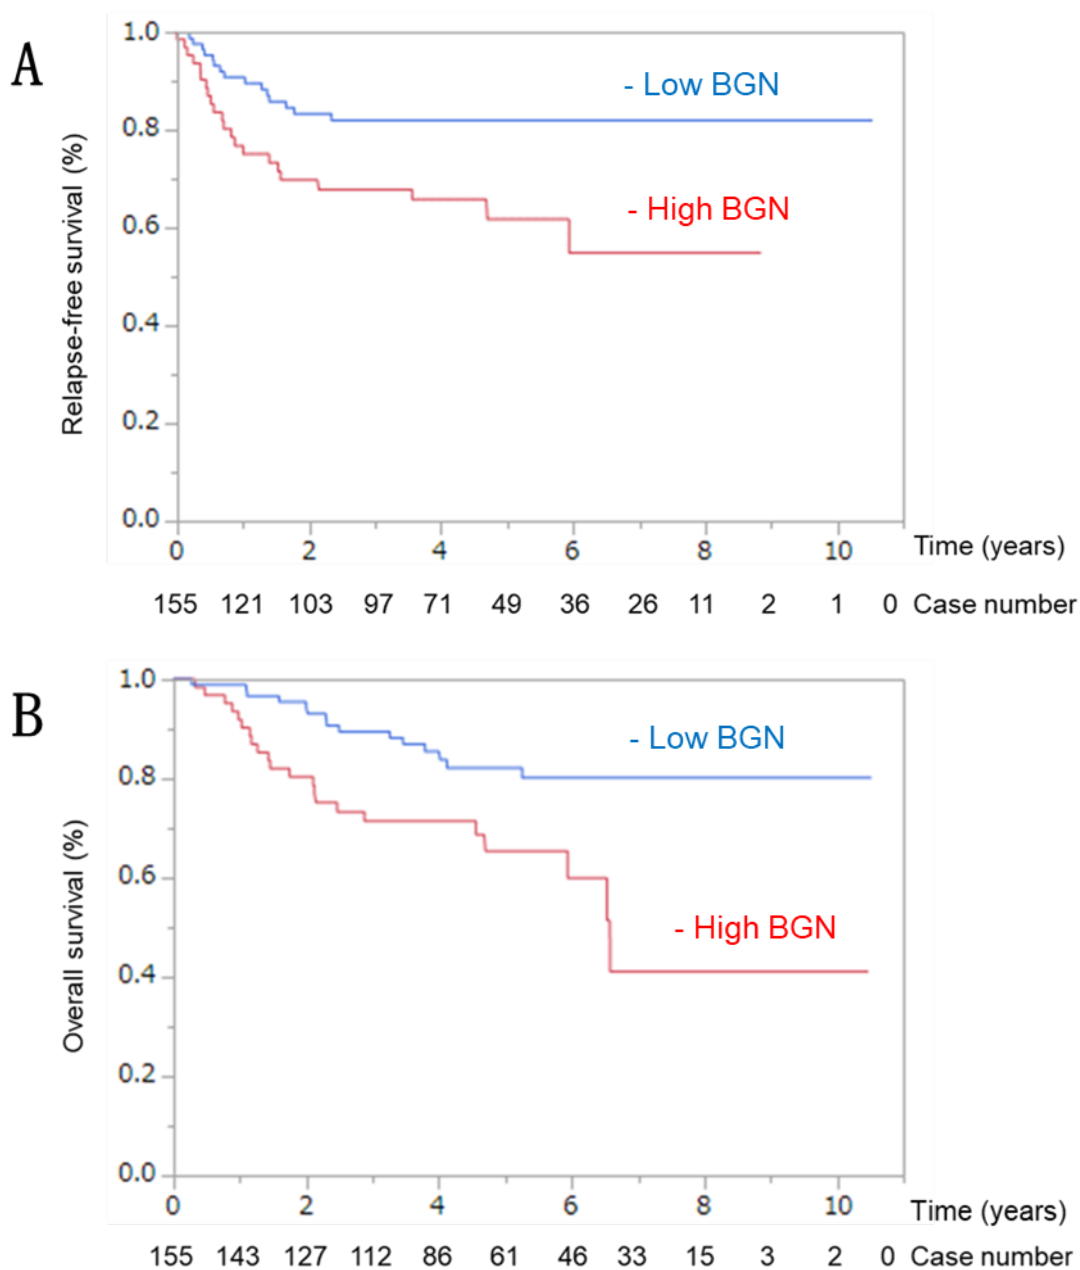 A
1.0
0.8
0.6
0.4
0.2
0.0
Relapse-free survival (%)
- Low BGN
- High BGN
0 2 4 6 8 10 Time (years)
155 121 103 97 71 49 36 26 11 2 1 0 Case number
B
1.0
0.8
0.6
0.4
0.2
0.0
Overall survival (%)
- Low BGN
- High BGN
0 2 4 6 8 10 Time (years)
155 143 127 112 86 61 46 33 15 3 2 0 Case number